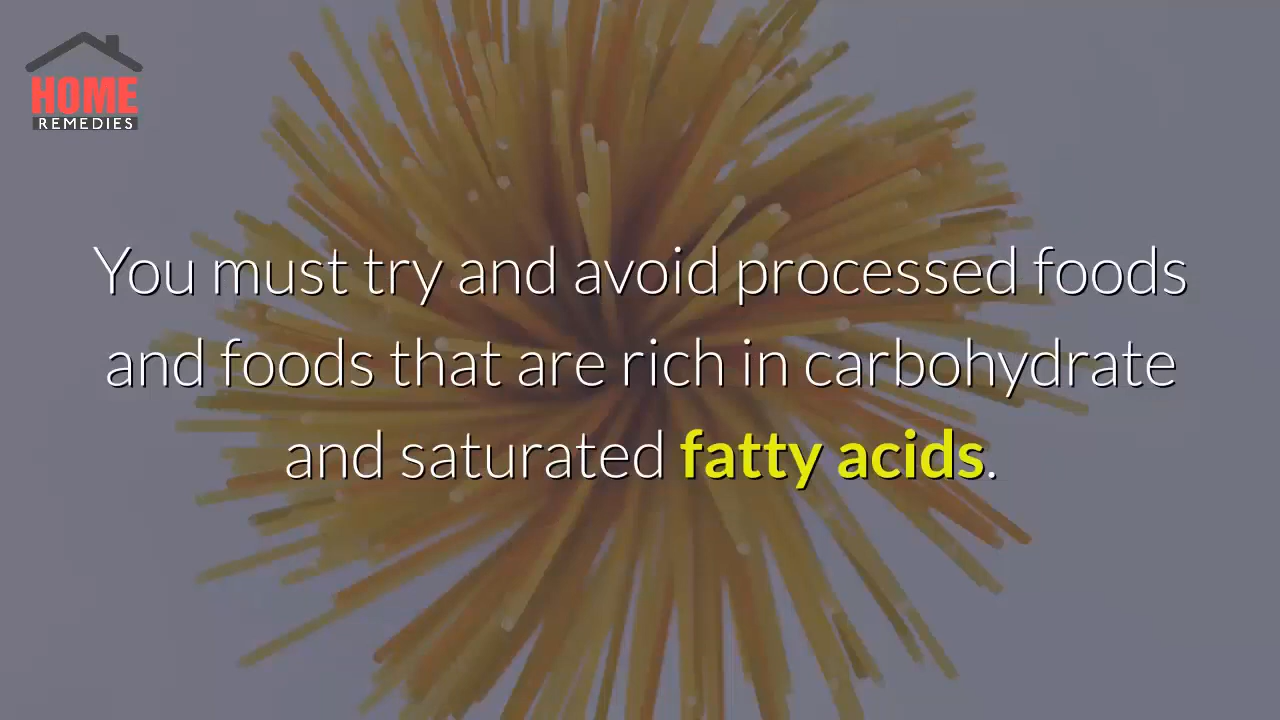 HOME
REMEDIES
You must try and avoid processed foods
and foods that are rich in carbohydrate
and saturated fatty acids.